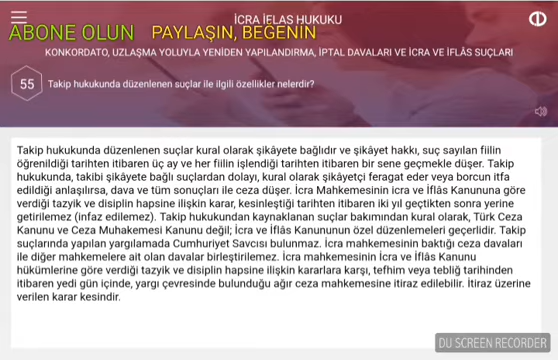 İCRA İFLAS HUKUKU
ABONE OLUN PAYLAŞIN, BEĞENİN
KONKORDATO, UZLAŞMA YOLUYLA YENİDEN YAPILANDIRMA, İPTAL DAVALARI VE İCRA VE İFLÂS SUÇLARI
55 Takip hukukunda düzenlenen suçlar ile ilgili özellikler nelerdir?
Takip hukukunda düzenlenen suçlar kural olarak şikâyete bağlıdır ve şikâyet hakkı, suç sayılan fiilin
öğrenildiği tarihten itibaren üç ay ve her fiilin işlendiği tarihten itibaren bir sene geçmekle düşer. Takip
hukukunda, takibi şikâyete bağlı suçlardan dolayı, kural olarak şikâyetçi feragat eder veya borcun itfa
edildiği anlaşılırsa, dava ve tüm sonuçları ile ceza düşer. İcra Mahkemesinin icra ve İflâs Kanununa göre
verdiği tazyik ve disiplin hapsine ilişkin karar, kesinleştiği tarihten itibaren iki yıl geçtikten sonra yerine
getirilemez (infaz edilemez). Takip hukukundan kaynaklanan suçlar bakımından kural olarak, Türk Ceza
Kanunu ve Ceza Muhakemesi Kanunu değil; İcra ve İflâs Kanununun özel düzenlemeleri geçerlidir. Takip
suçlarında yapılan yargılamada Cumhuriyet Savcısı bulunmaz. İcra mahkemesinin baktığı ceza davaları
ile diğer mahkemelere ait olan davalar birleştirilemez. İcra mahkemesinin İcra ve İflâs Kanunu
hükümlerine göre verdiği tazyik ve disiplin hapsine ilişkin kararlara karşı, tefhim veya tebliğ tarihinden
itibaren yedi gün içinde, yargı çevresinde bulunduğu ağır ceza mahkemesine itiraz edilebilir. İtiraz üzerine
verilen karar kesindir.
DU SCREEN RECORDER